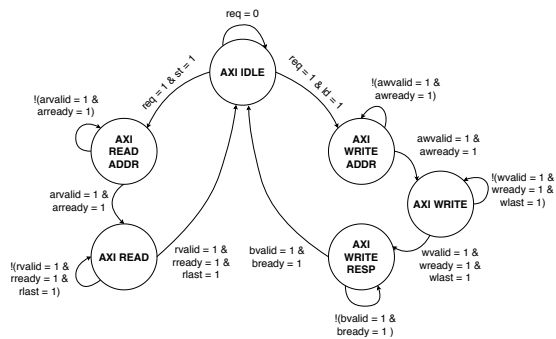 req = 0
AXI IDLE
req = 1 & st = 1
req = 1 & ld = 1
!(arvalid = 1 &
arready = 1)
!(awvalid = 1 &
awready = 1)
AXI
READ
ADDR
AXI
WRITE
ADDR
awvalid = 1 &
awready = 1
arvalid = 1 &
arready = 1
AXI WRITE
!(wvalid = 1 &
wready = 1 &
wlast = 1)
AXI READ
!(rvalid = 1 &
rready = 1 &
rlast = 1)
rvalid = 1 &
rready = 1 &
rlast = 1
bvalid = 1 &
bready = 1
AXI
WRITE
RESP
wvalid = 1 &
wready = 1 &
wlast = 1
!(bvalid = 1 &
bready = 1 )